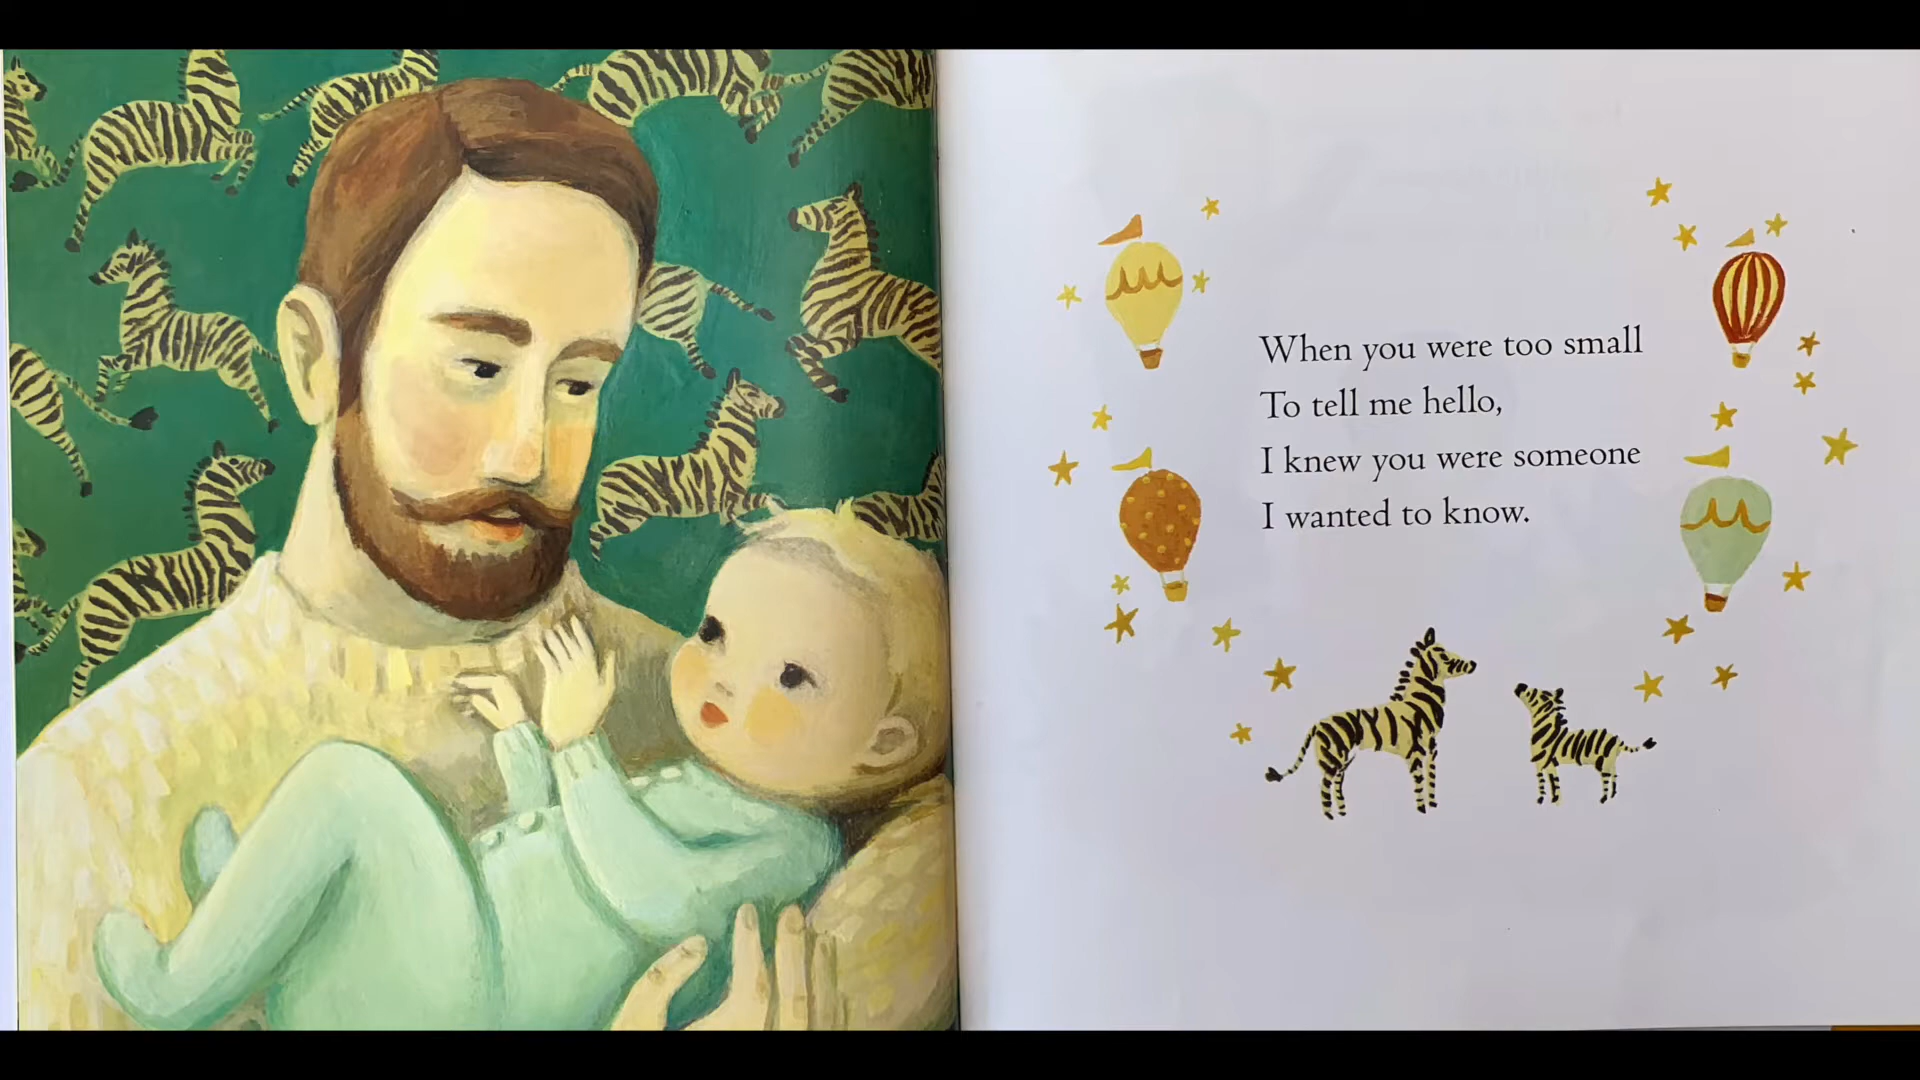 When you were too small
To tell me hello,
I knew you were someone
I wanted to know.